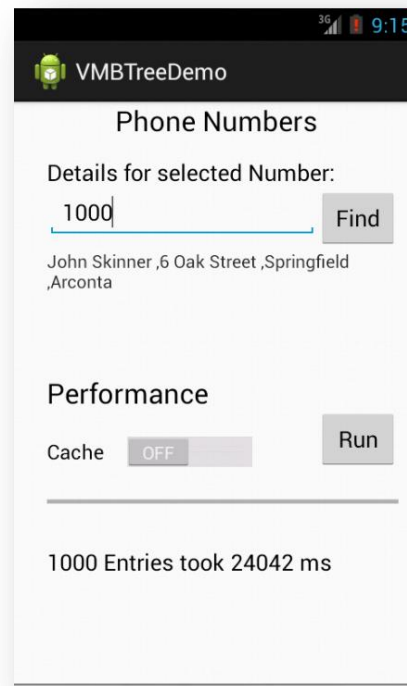 3G 9:15
VMBTreeDemo
Phone Numbers
Details for selected Number:
1000
Find
John Skinner ,6 Oak Street ,Springfield
,Arconta
Performance
Cache
OFF
Run
1000 Entries took 24042 ms